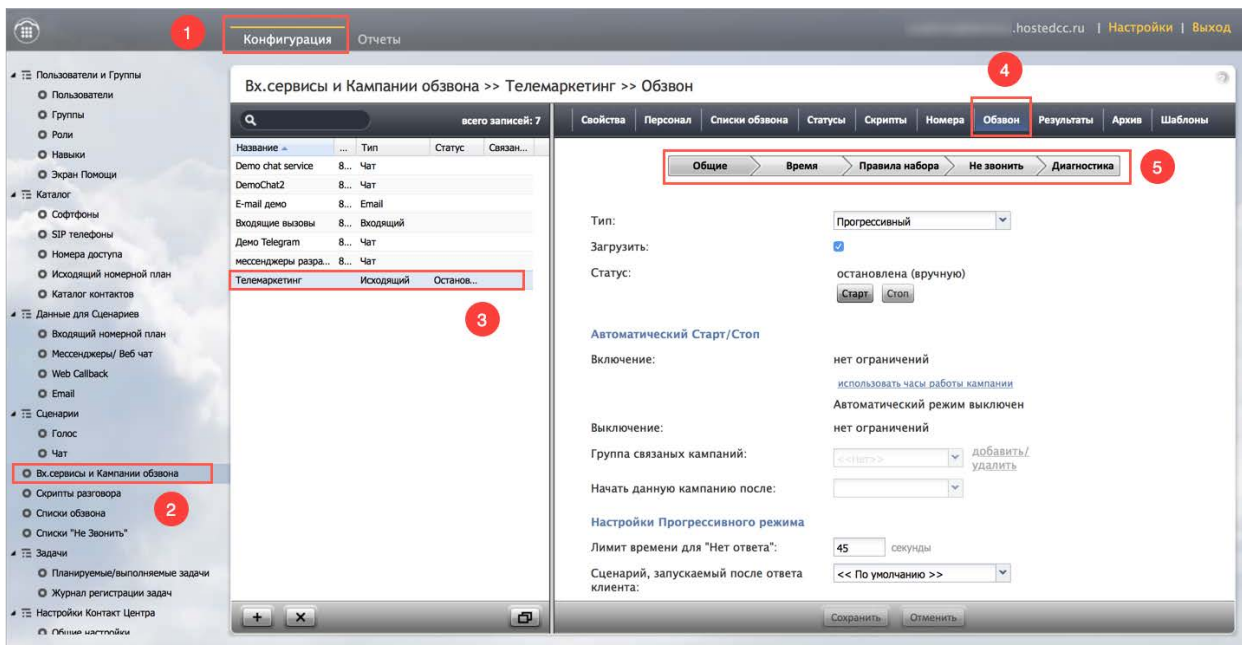 1
Конфигурация
Отчеты
.hostedcc.ru | Настройки | Выход
Пользователи и Группы
Пользователи
Группы
Роли
Навыки
Экран Помощи
Каталог
Софтфоны
SIP телефоны
Номера доступа
Исходящий номерной план
Каталог контактов
Данные для Сценариев
Входящий номерной план
Мессенджеры/ Веб чат
Web Callback
Email
Сценарии
Голос
Чат
Вх.сервисы и Кампании обзвона
2
Скрипты разговора
Списки обзвона
Списки "Не Звонить"
Задачи
Планируемые/выполняемые задачи
Журнал регистрации задач
Настройки Контакт Центра
Общие настройки
Вх.сервисы и Кампании обзвона >> Телемаркетинг >> Обзвон
всего записей: 7
Название ... Тип Статус Связан...
Demo chat service 8... Чат
DemoChat2 8... Чат
E-mail демо 8... Email
Входящие вызовы 8... Входящий
Демо Telegram 8... Чат
мессенджеры разра... 8... Чат
Телемаркетинг Исходящий Останов...
3
4
Свойства Персонал Списки обзвона Статусы Скрипты Номера Обзвон Результаты Архив Шаблоны
Общие Время Правила набора Не звонить Диагностика
5
Тип: Прогрессивный
Загрузить:
Статус: остановлена (вручную)
Старт Стоп
Автоматический Старт/Стоп
Включение: нет ограничений
использовать часы работы кампании
Автоматический режим выключен
Выключение: нет ограничений
Группа связаных кампаний: <<Нет>> добавить/
удалить
Начать данную кампанию после:
Настройки Прогрессивного режима
Лимит времени для "Нет ответа": 45 секунды
Сценарий, запускаемый после ответа << По умолчанию >>
клиента:
Сохранить Отменить